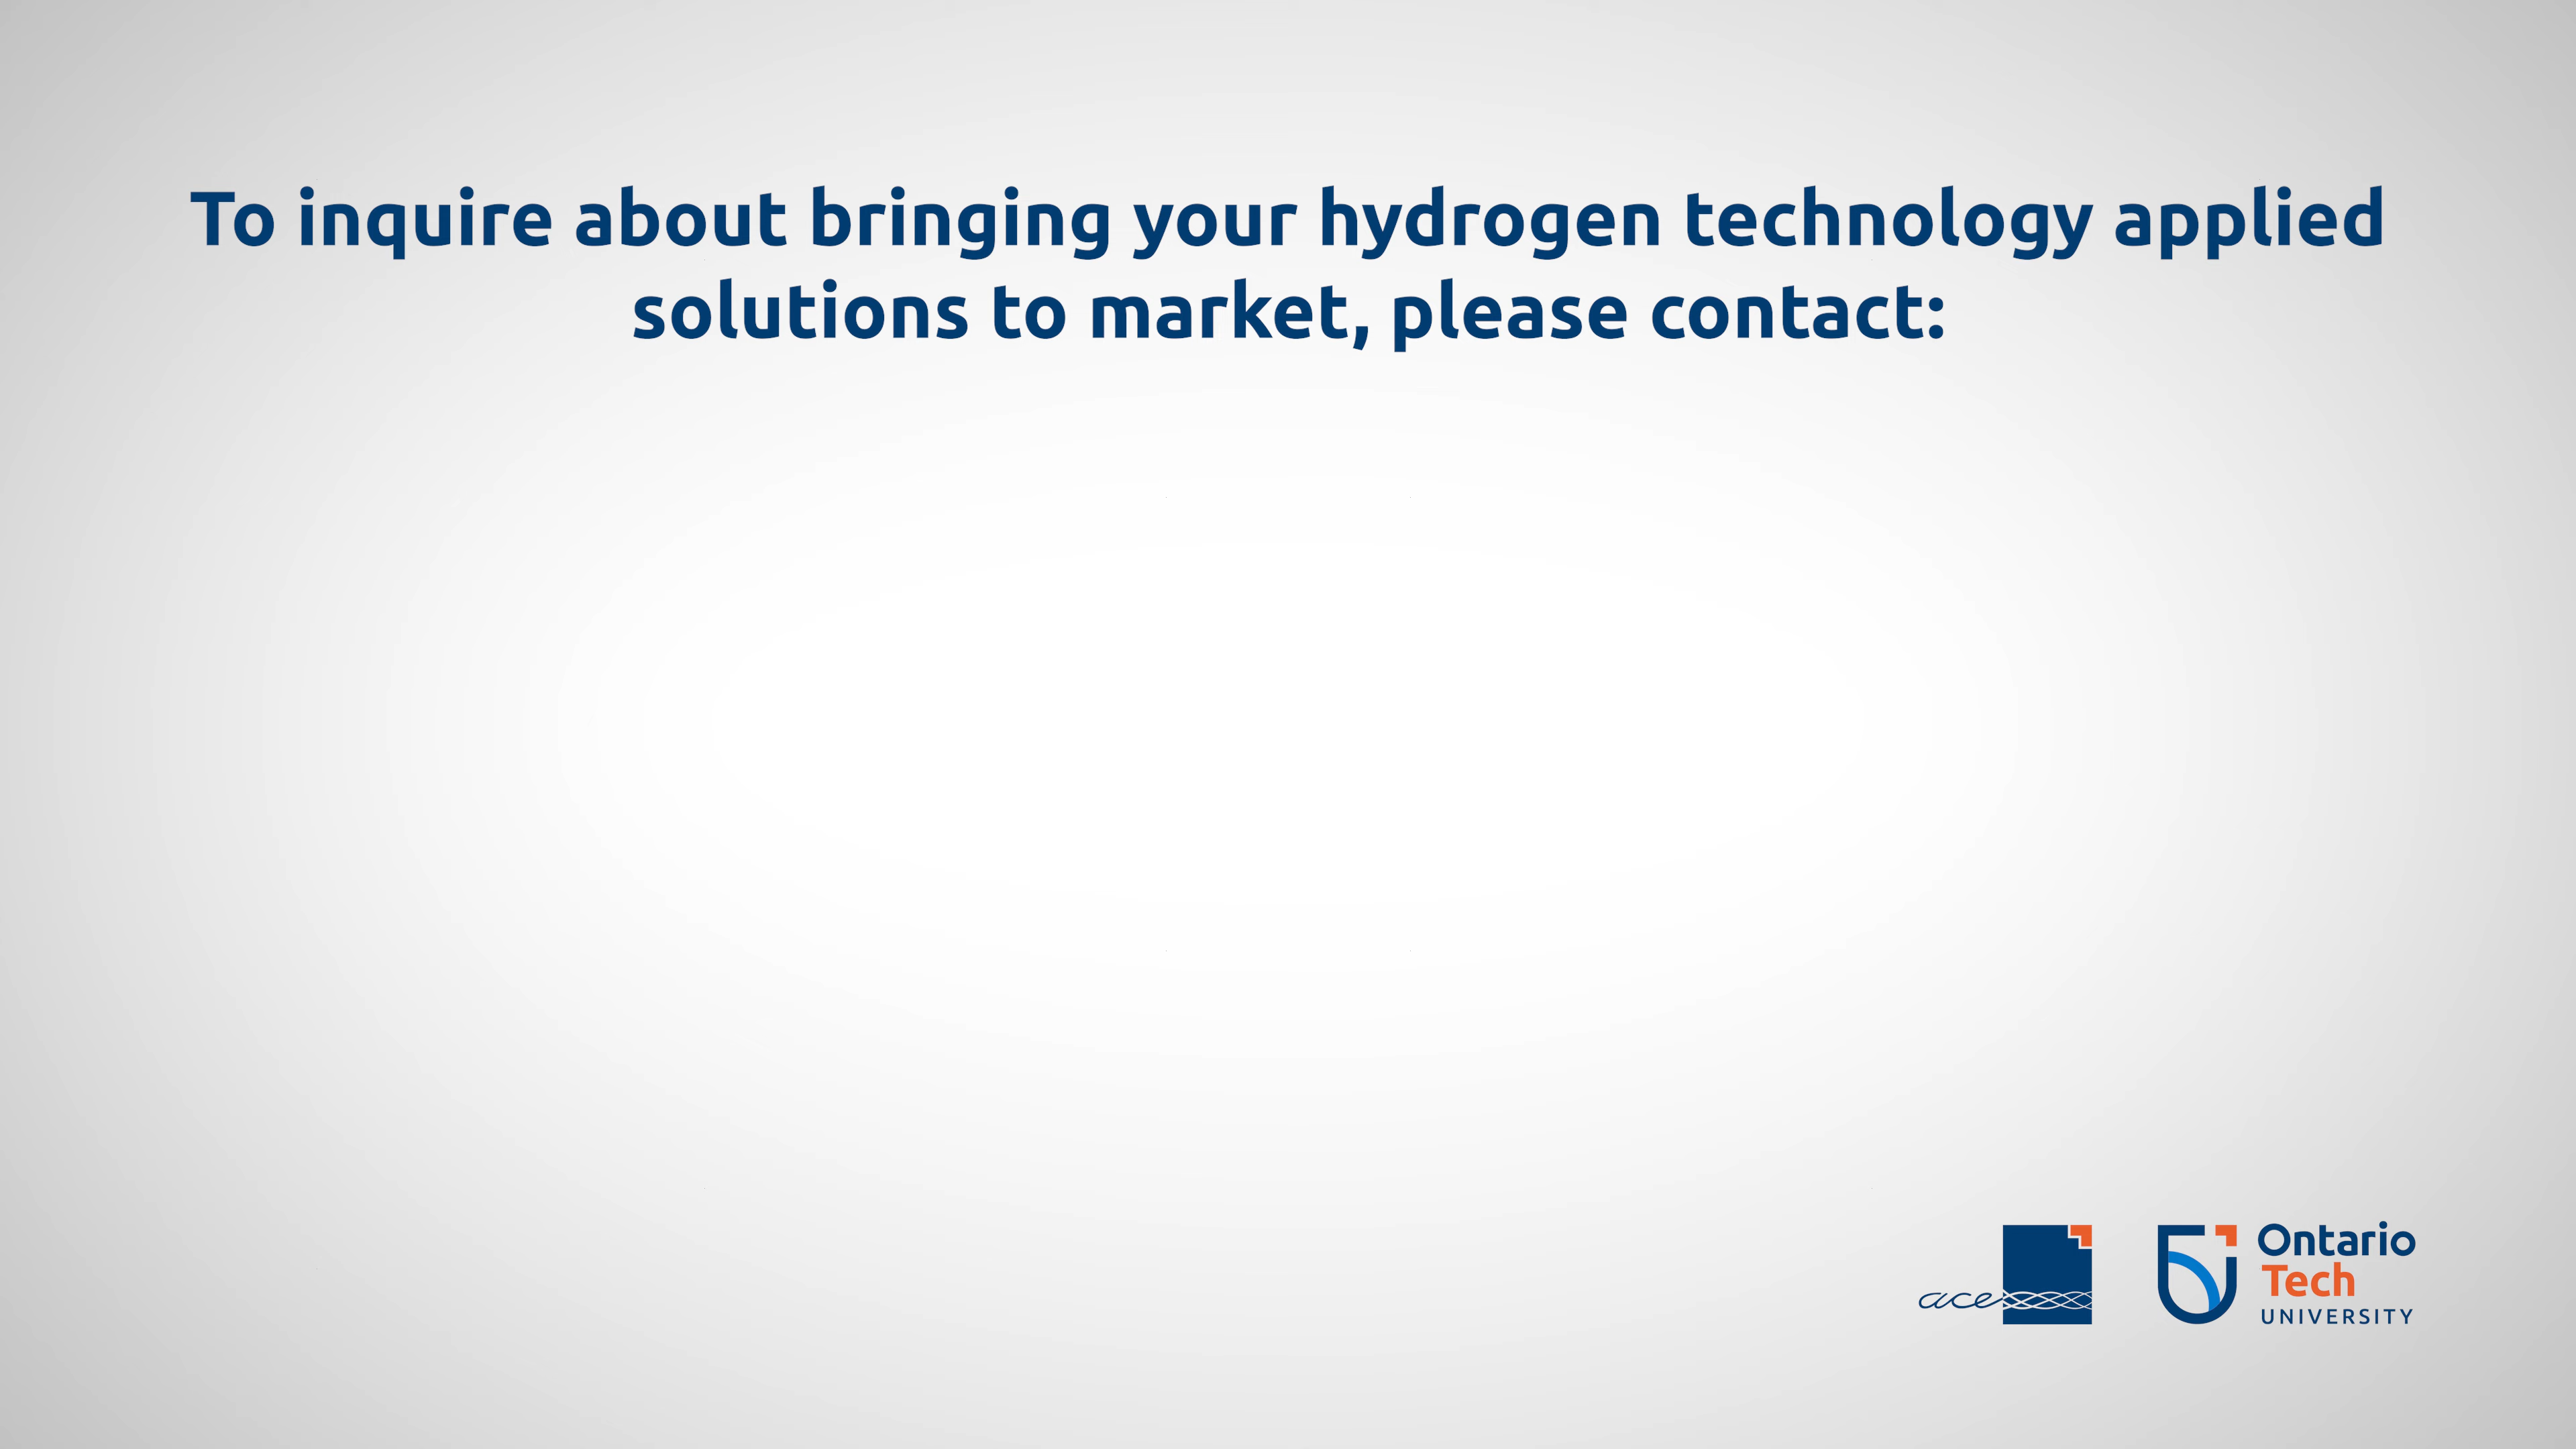 To inquire about bringing your hydrogen technology applied
solutions to market, please contact:
ace
Ontario
Tech
UNIVERSITY